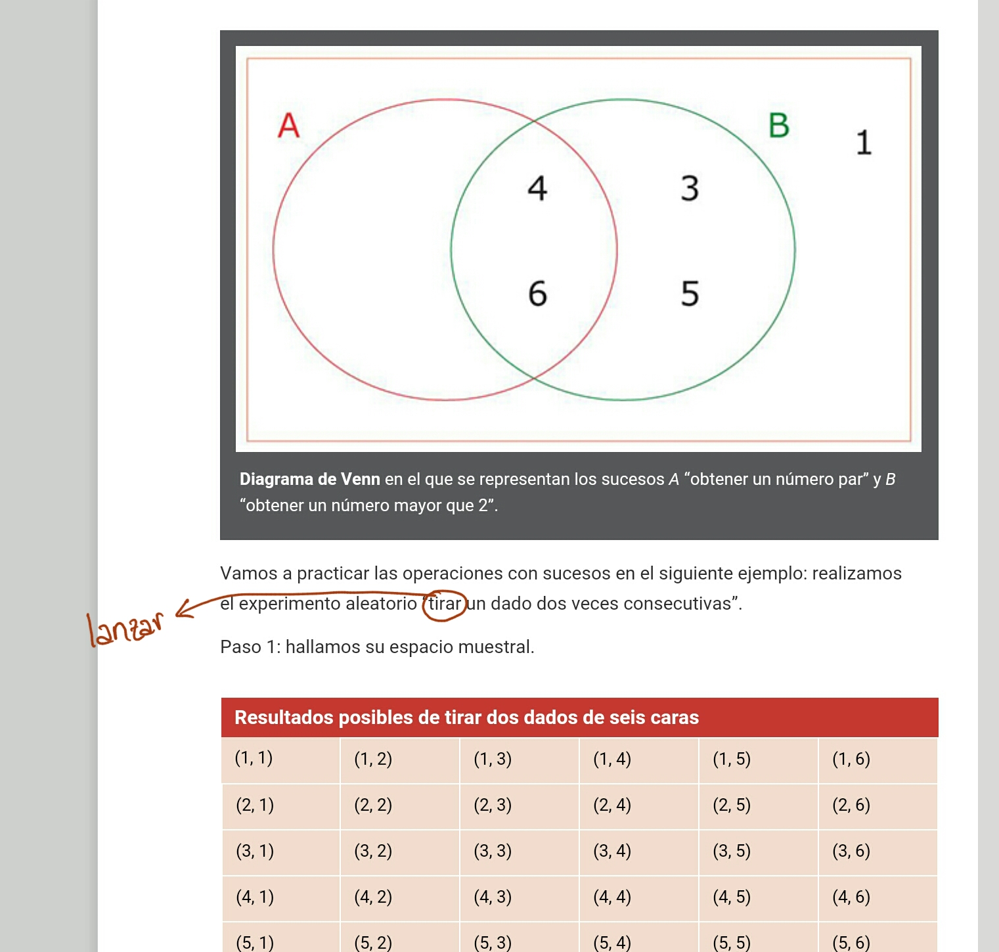 A
B
1
4
3
6
5
Diagrama de Venn en el que se representan los sucesos A “obtener un número par” y B
“obtener un número mayor que 2”.
Vamos a practicar las operaciones con sucesos en el siguiente ejemplo: realizamos
el experimento aleatorio “tirar un dado dos veces consecutivas”.
lanzar
Paso 1: hallamos su espacio muestral.
Resultados posibles de tirar dos dados de seis caras
(1, 1) (1, 2) (1, 3) (1, 4) (1, 5) (1, 6)
(2, 1) (2, 2) (2, 3) (2, 4) (2, 5) (2, 6)
(3, 1) (3, 2) (3, 3) (3, 4) (3, 5) (3, 6)
(4, 1) (4, 2) (4, 3) (4, 4) (4, 5) (4, 6)
(5, 1) (5, 2) (5, 3) (5, 4) (5, 5) (5, 6)